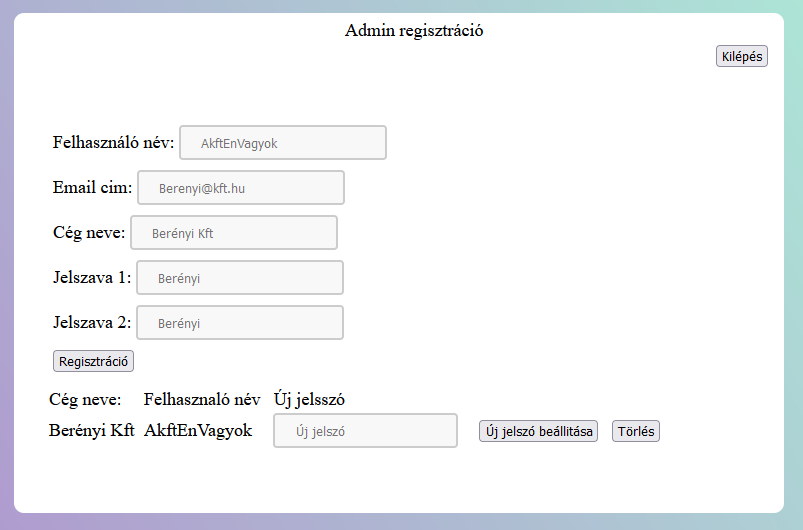 Admin regisztráció
Kilépés
Felhasználó név: AkftEnVagyok
Email cim: Berenyi@kft.hu
Cég neve: Berényi Kft
Jelszava 1: Berényi
Jelszava 2: Berényi
Regisztráció
Cég neve: Felhasznaló név Új jelsszó
Berényi Kft AkftEnVagyok Új jelszó Új jelszó beállitása Törlés